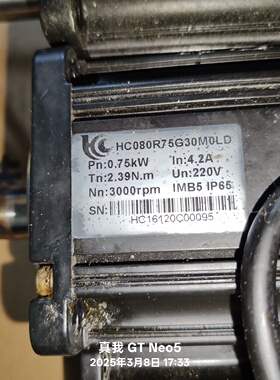 KC
HC080R75G30M0LD
Pn:0.75kW In:4.2A
Tn:2.39N.m Un:220V
Nn:3000rpm IMB5 IP65
SN:
HC16120C00095
真我 GT Neo5
2025年3月8日 17:33